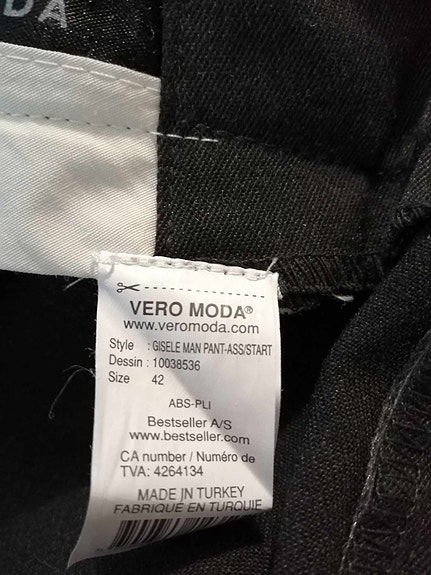 DA
VERO MODA®
www.veromoda.com
Style : GISELE MAN PANT-ASS/START
Dessin : 10038536
Size 42
ABS-PLI
Bestseller A/S
www.bestseller.com
CA number / Numéro de
TVA: 4264134
MADE IN TURKEY
FABRIQUÉ EN TURQUIE